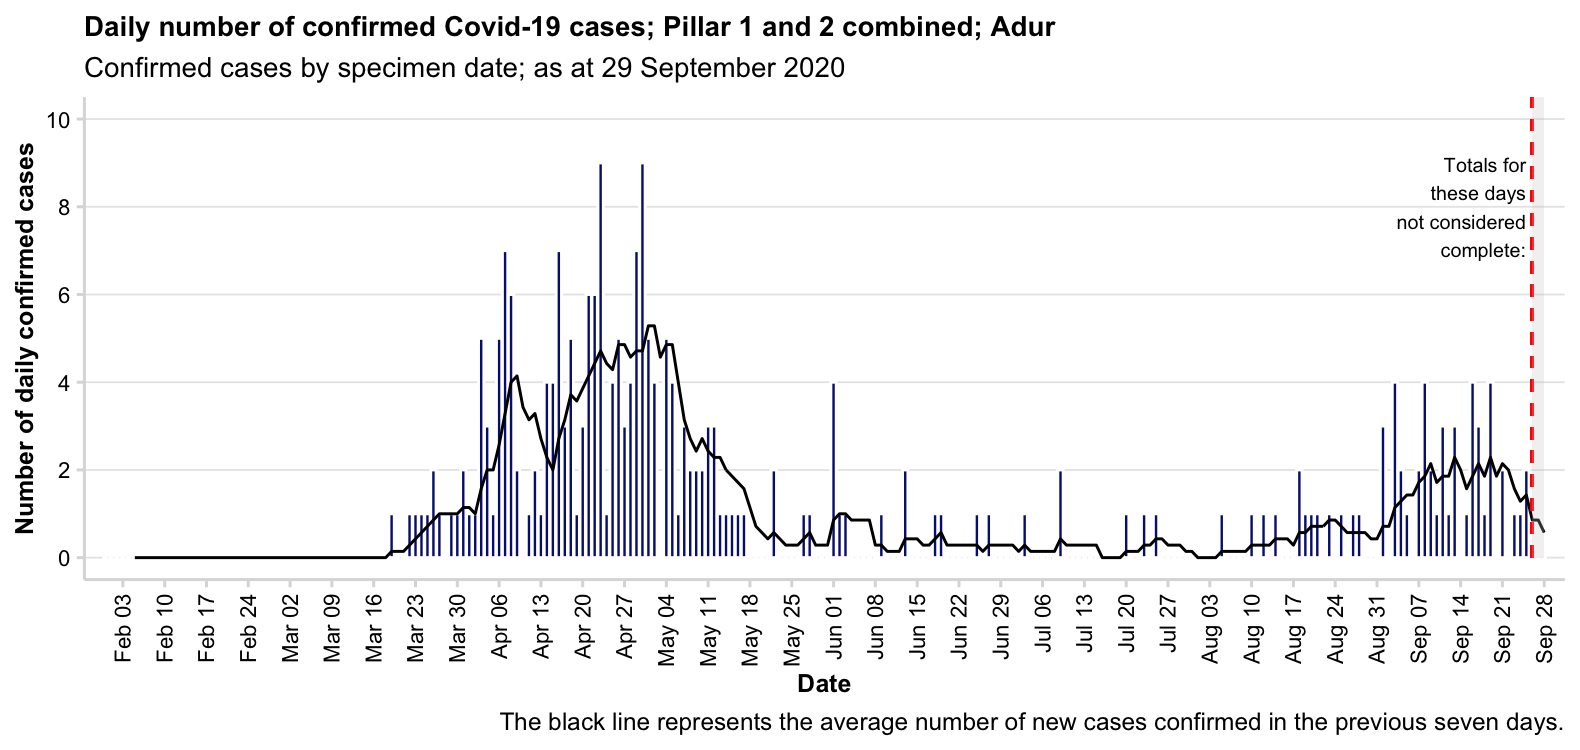 Daily number of confirmed Covid-19 cases; Pillar 1 and 2 combined; Adur
Confirmed cases by specimen date; as at 29 September 2020
Number of daily confirmed cases
10
8
6
4
2
0
Totals for
these days
not considered
complete:
Feb 03
Feb 10
Feb 17
Feb 24
Mar 02
Mar 09
Mar 16
Mar 23
Mar 30
Apr 06
Apr 13
Apr 20
Apr 27
May 04
May 11
May 18
May 25
Jun 01
Jun 08
Jun 15
Jun 22
Jun 29
Jul 06
Jul 13
Jul 20
Jul 27
Aug 03
Aug 10
Aug 17
Aug 24
Aug 31
Sep 07
Sep 14
Sep 21
Sep 28
Date
The black line represents the average number of new cases confirmed in the previous seven days.